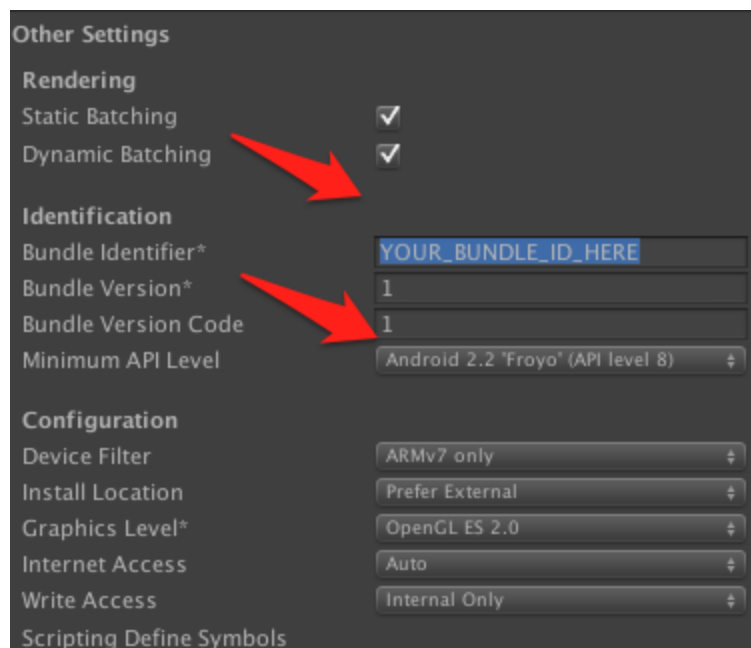 Other Settings
Rendering
Static Batching
Dynamic Batching
Identification
Bundle Identifier* YOUR_BUNDLE_ID_HERE
Bundle Version* 1
Bundle Version Code 1
Minimum API Level Android 2.2 "Froyo" (API level 8)
Configuration
Device Filter ARMv7 only
Install Location Prefer External
Graphics Level* OpenGL ES 2.0
Internet Access Auto
Write Access Internal Only
Scripting Define Symbols